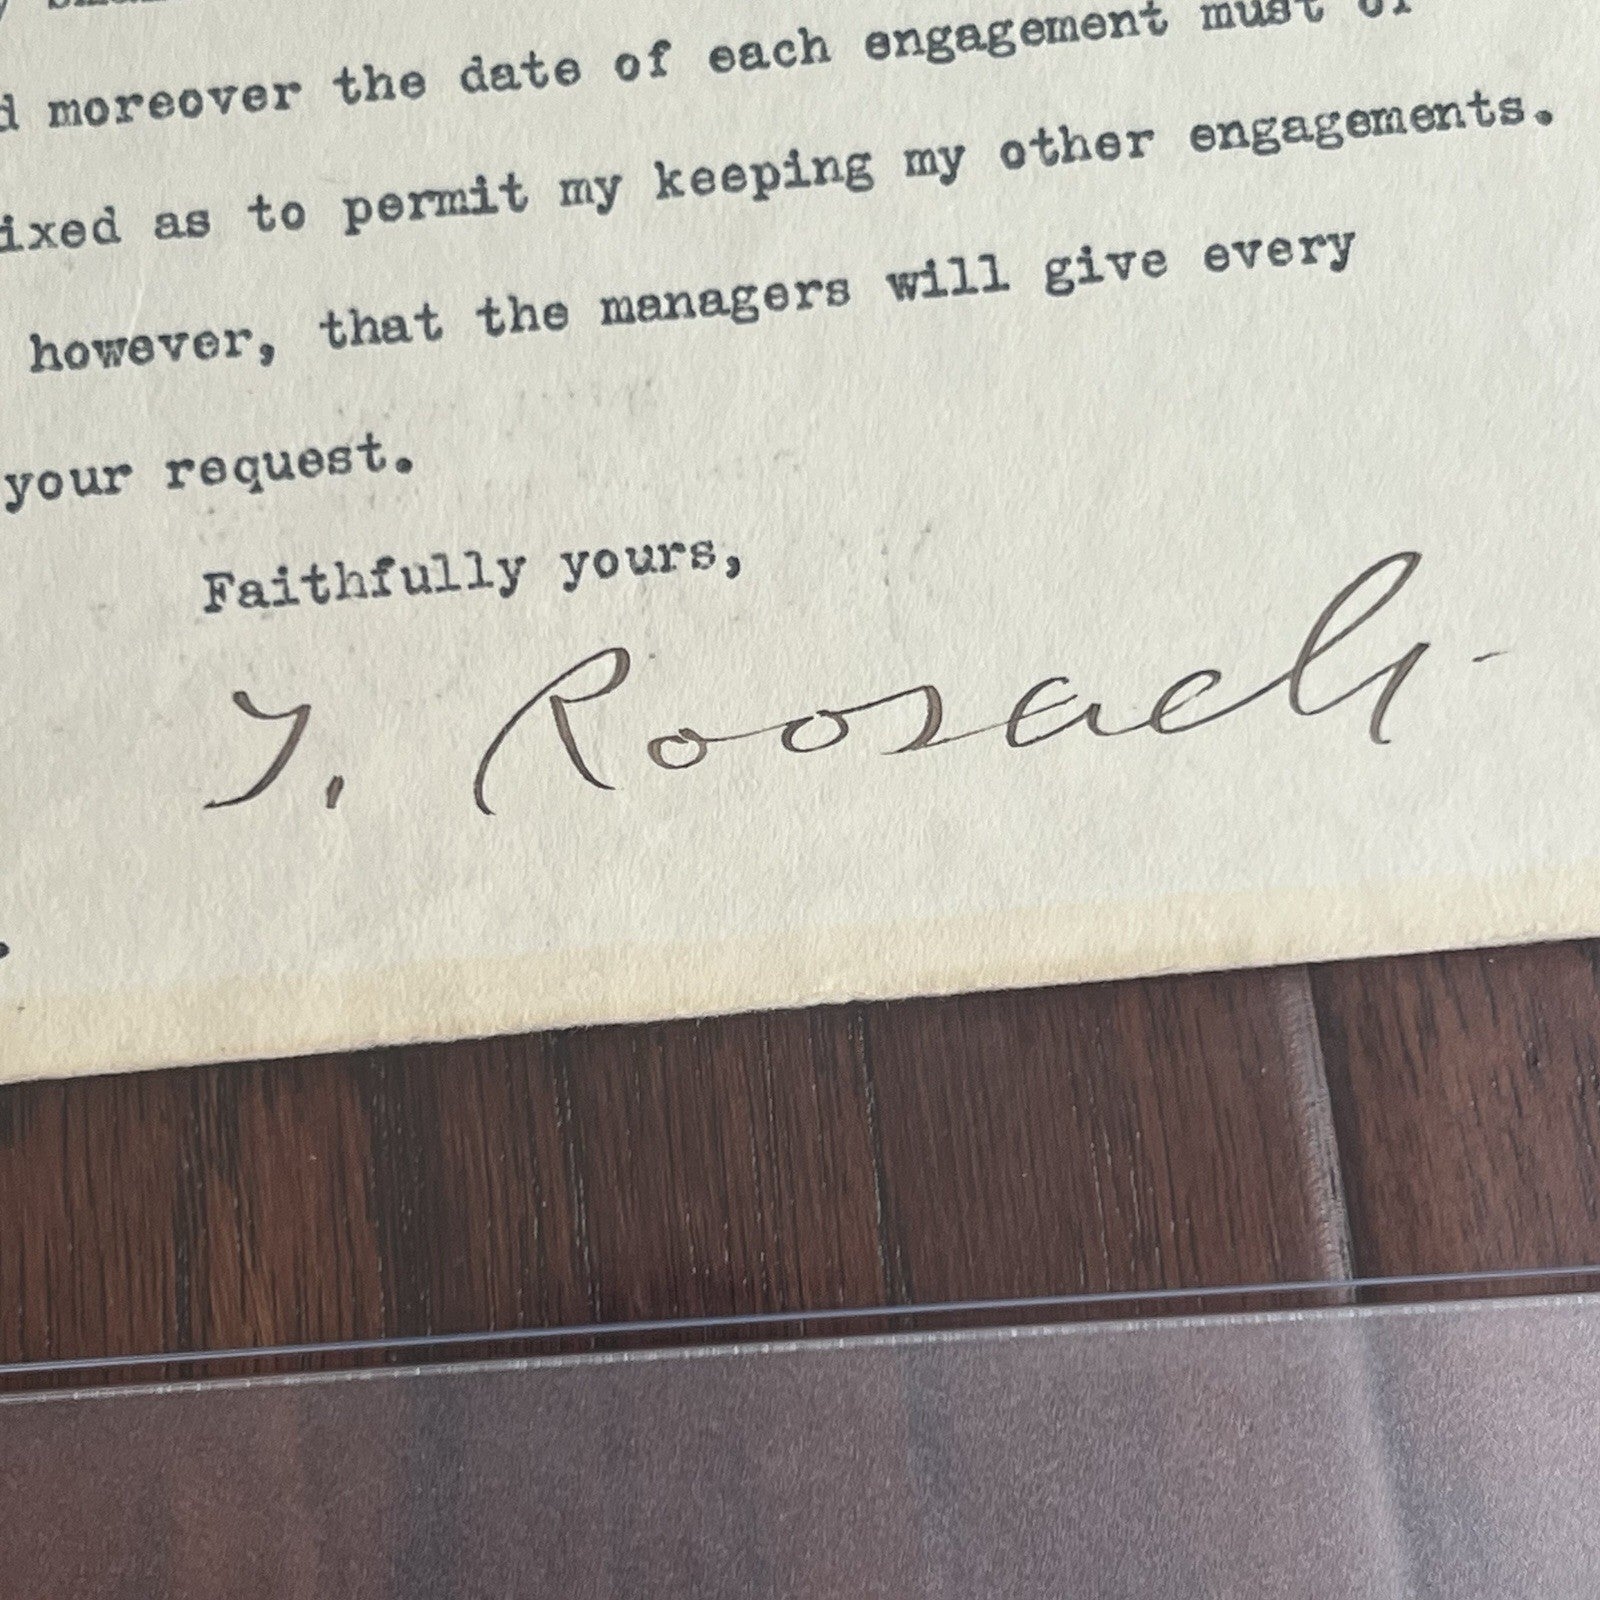 d moreover the date of each engagement must
ixed as to permit my keeping my other engagements.
however, that the managers will give every
your request.
Faithfully yours,
T. Roosevelt